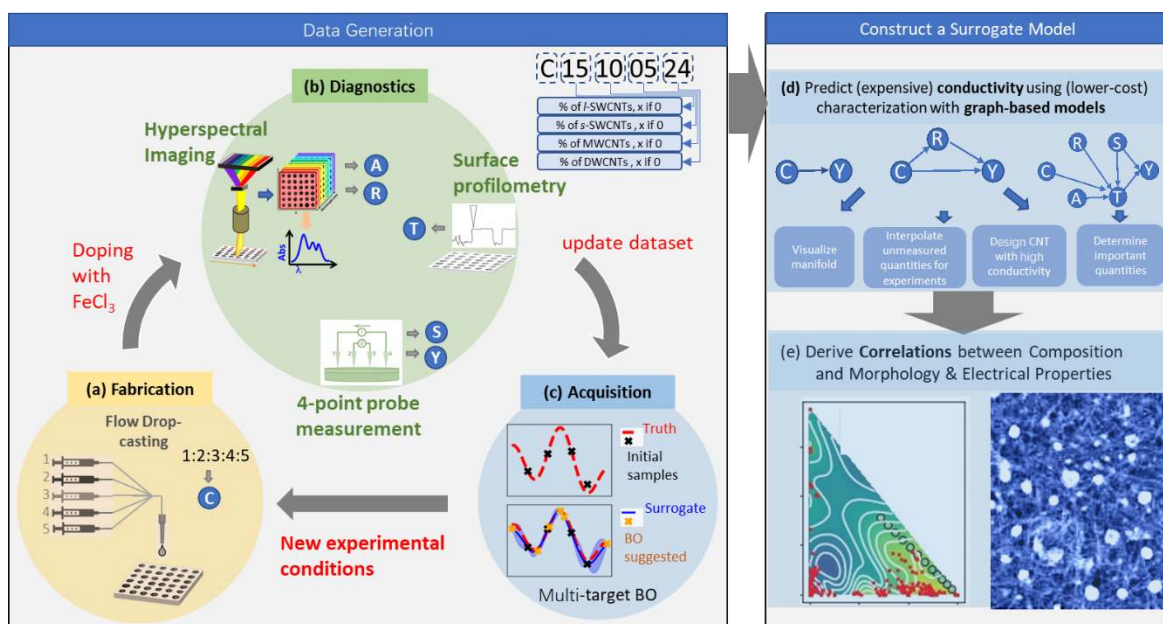 Data Generation
(b) Diagnostics
C 15 10 05 24
% of l-SWCNTs, x if 0
% of s-SWCNTs , x if 0
% of MWCNTs , x if 0
% of DWCNTs , x if 0
Hyperspectral
Imaging
A
R
Abs
λ
Surface
profilometry
T
S
Y
4-point probe
measurement
Doping
with
FeCl3
update dataset
(a) Fabrication
Flow Drop-
casting
1
2
3
4
5
1:2:3:4:5
C
New experimental
conditions
(c) Acquisition
Truth
Initial
samples
Surrogate
BO
suggested
Multi-target BO
Construct a Surrogate Model
(d) Predict (expensive) conductivity using (lower-cost)
characterization with graph-based models
C Y
C R Y
C R A S T Y
Visualize
manifold
Interpolate
unmeasured
quantities for
experiments
Design CNT
with high
conductivity
Determine
important
quantities
(e) Derive Correlations between Composition
and Morphology & Electrical Properties